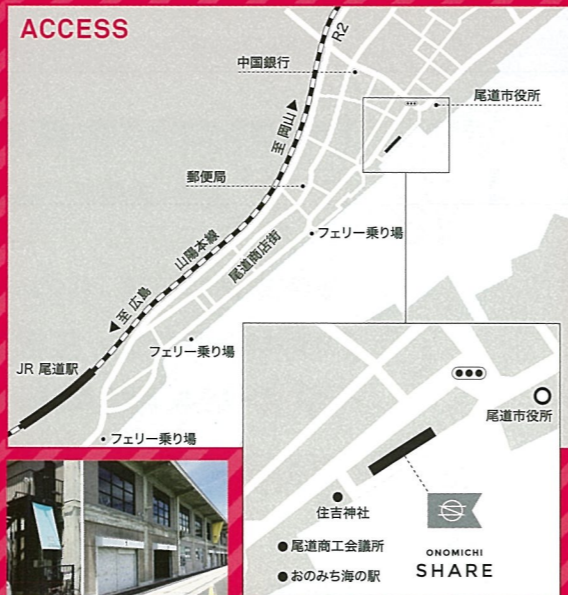 ACCESS
R2
中国銀行
尾道市役所
至 岡山
郵便局
山陽本線
尾道商店街
フェリー乗り場
至 広島
フェリー乗り場
JR 尾道駅
フェリー乗り場
尾道市役所
住吉神社
尾道商工会議所
おのみち海の駅
ONOMICHI
SHARE